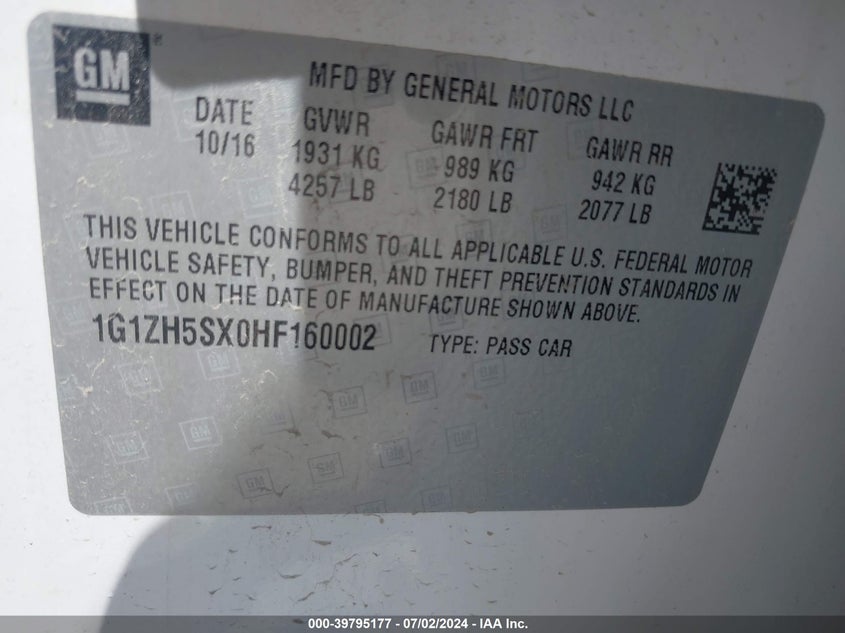 GM
MFD BY GENERAL MOTORS LLC
DATE GVWR GAWR FRT GAWR RR
10/16 1931 KG 989 KG 942 KG
4257 LB 2180 LB 2077 LB
THIS VEHICLE CONFORMS TO ALL APPLICABLE U.S. FEDERAL MOTOR
VEHICLE SAFETY, BUMPER, AND THEFT PREVENTION STANDARDS IN
EFFECT ON THE DATE OF MANUFACTURE SHOWN ABOVE.
1G1ZH5SX0HF160002 TYPE: PASS CAR
000-39795177 - 07/02/2024 - IAA Inc.